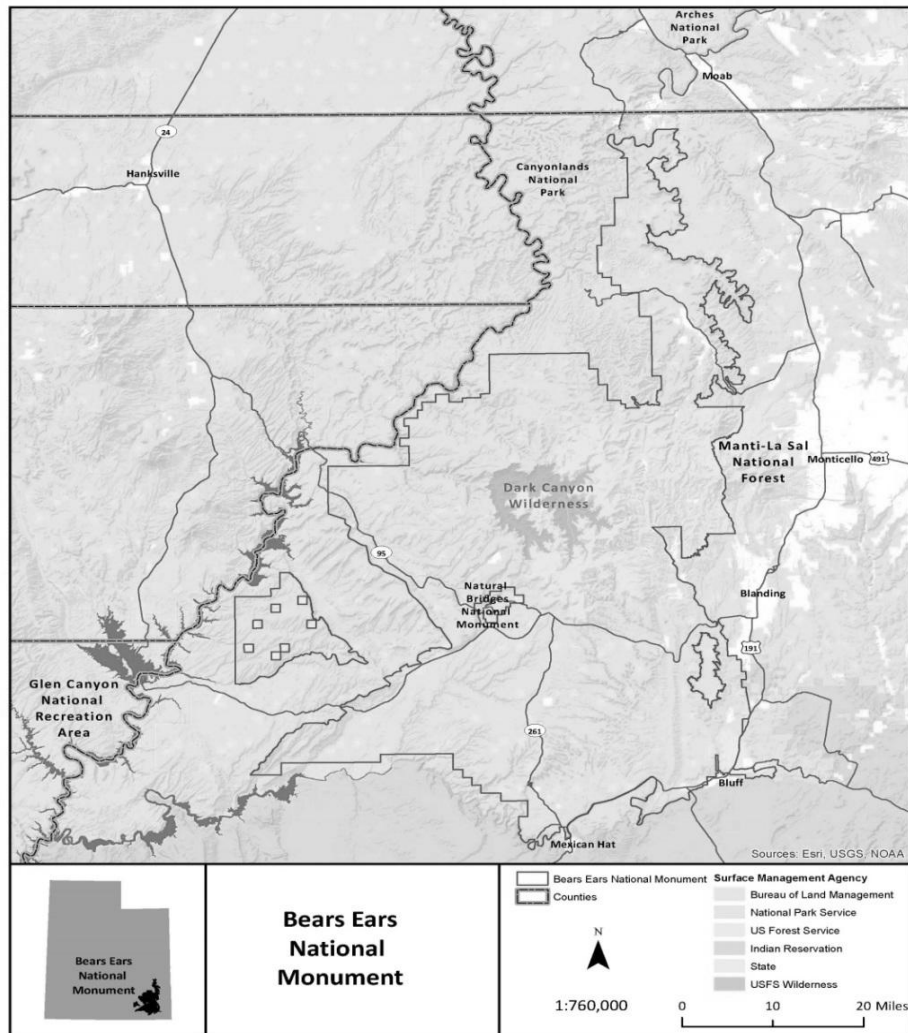 Arches
National
Park
Moab
24
Canyonlands
National
Park
Hanksville
Manti-La Sal
National
Forest
Monticello
491
Dark Canyon
Wilderness
95
Natural
Bridges
National
Monument
Blanding
191
Glen Canyon
National
Recreation
Area
261
Bluff
Mexican Hat
Sources: Esri, USGS, NOAA
Bears Ears
National
Monument
Bears Ears
National
Monument
Bears Ears National Monument
Counties
N
1:760,000
Surface Management Agency
Bureau of Land Management
National Park Service
US Forest Service
Indian Reservation
State
USFS Wilderness
0 10 20 Miles